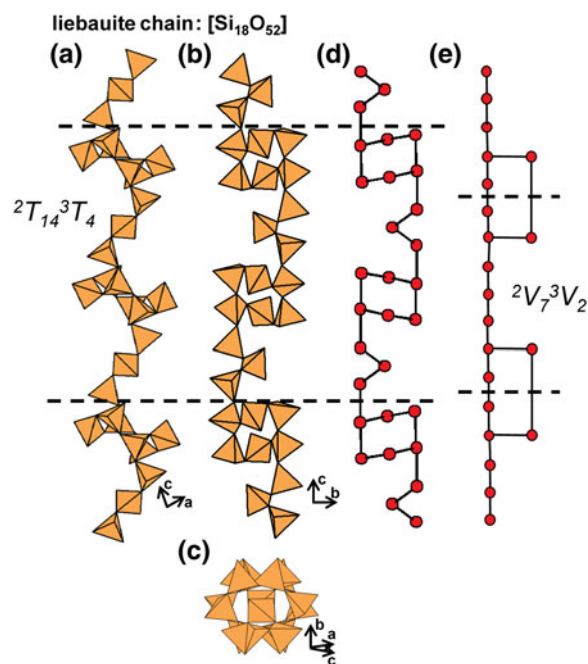 liebauite chain: [Si₁₈O₅₂]
(a) (b) (d) (e)
²T₁₄³T₄
²V₇³V₂
c
a
c
b
(c)
b
a
c